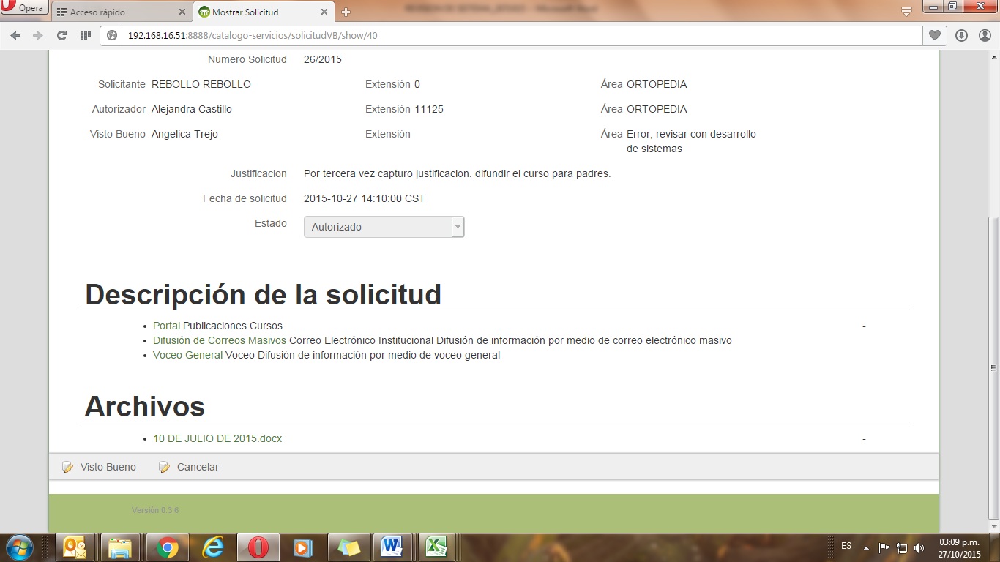 Opera
Acceso rápido
Mostrar Solicitud
192.168.16.51:8888/catalogo-servicios/solicitudVB/show/40
Numero Solicitud 26/2015
Solicitante REBOLLO REBOLLO Extensión 0 Área ORTOPEDIA
Autorizador Alejandra Castillo Extensión 11125 Área ORTOPEDIA
Visto Bueno Angelica Trejo Extensión Área Error, revisar con desarrollo
de sistemas
Justificacion Por tercera vez capturo justificacion. difundir el curso para padres.
Fecha de solicitud 2015-10-27 14:10:00 CST
Estado Autorizado
Descripción de la solicitud
• Portal Publicaciones Cursos -
• Difusión de Correos Masivos Correo Electrónico Institucional Difusión de información por medio de correo electrónico masivo
• Voceo General Voceo Difusión de información por medio de voceo general
Archivos
• 10 DE JULIO DE 2015.docx -
Visto Bueno Cancelar
Versión 0.3.6
ES 03:09 p.m.
27/10/2015